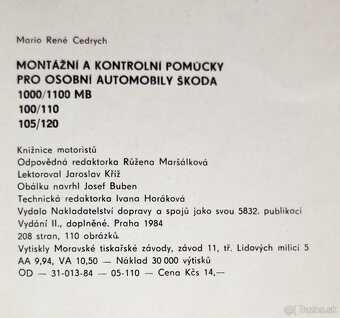 Mario René Cedrych
MONTÁŽNÍ A KONTROLNÍ POMŮCKY
PRO OSOBNÍ AUTOMOBILY ŠKODA
1000/1100 MB
100/110
105/120
Knižnice motoristů
Odpovědná redaktorka Růžena Maršálková
Lektoroval Jaroslav Kříž
Obálku navrhl Josef Buben
Technická redaktorka Ivana Horáková
Vydalo Nakladatelství dopravy a spojů jako svou 5832. publikaci
Vydání II., doplněné. Praha 1984
208 stran, 110 obrázků.
Vytiskly Moravské tiskařské závody, závod 11, tř. Lidových milicí 5
AA 9,94, VA 10,50 — Náklad 30 000 výtisků
OD — 31-013-84 — 05-110 — Cena Kčs 14,—
bazos.sk